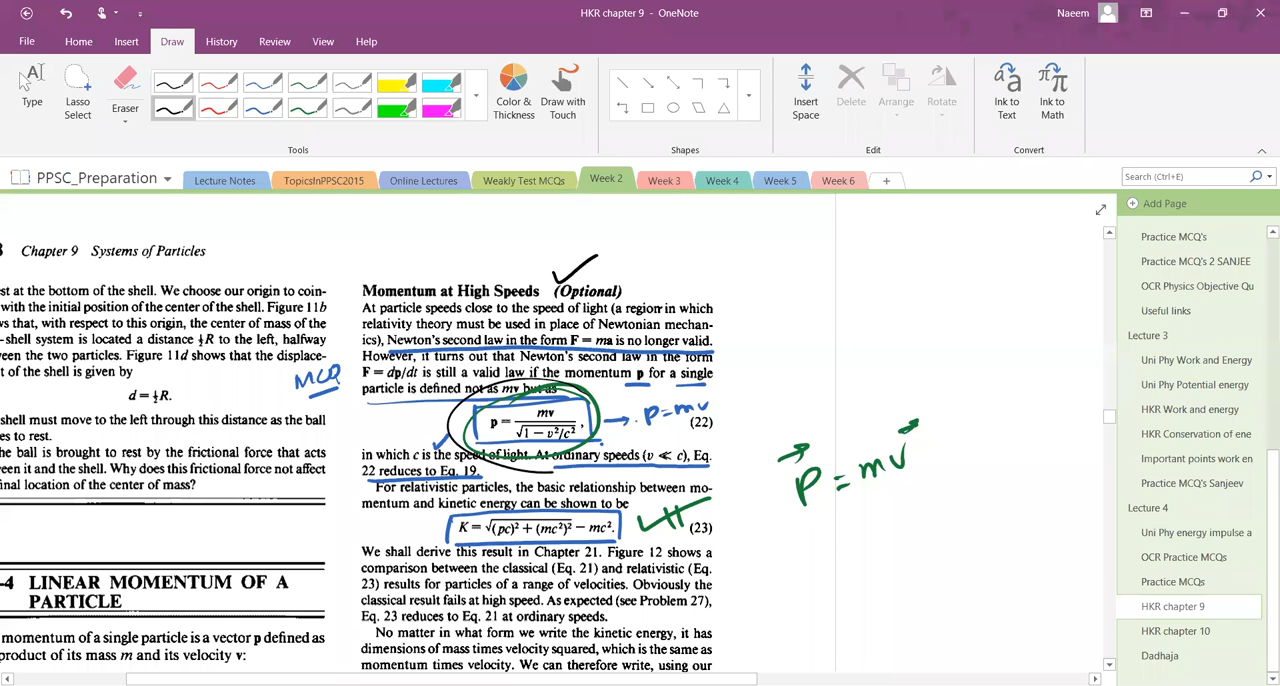 HKR chapter 9 - OneNote
Naeem
File
Home
Insert
Draw
History
Review
View
Help
Type
Lasso
Select
Eraser
Color &
Thickness
Draw with
Touch
Insert
Space
Delete
Arrange
Rotate
Ink to
Text
Ink to
Math
Tools
Shapes
Edit
Convert
PPSC_Preparation
Lecture Notes
TopicsInPPSC2015
Online Lectures
Weakly Test MCQs
Week 2
Week 3
Week 4
Week 5
Week 6
Search (Ctrl+E)
Chapter 9 Systems of Particles
est at the bottom of the shell. We choose our origin to coin-
with the initial position of the center of the shell. Figure 11b
ws that, with respect to this origin, the center of mass of the
-shell system is located a distance ½R to the left, halfway
een the two particles. Figure 11d shows that the displace-
t of the shell is given by
MCQ
d = ½R.
shell must move to the left through this distance as the ball
es to rest.
he ball is brought to rest by the frictional force that acts
ween it and the shell. Why does this frictional force not affect
final location of the center of mass?
-4 LINEAR MOMENTUM OF A
PARTICLE
momentum of a single particle is a vector p defined as
product of its mass m and its velocity v:
Momentum at High Speeds (Optional)
At particle speeds close to the speed of light (a region in which
relativity theory must be used in place of Newtonian mechan-
ics), Newton's second law in the form F = ma is no longer valid.
However, it turns out that Newton's second law in the form
F = dp/dt is still a valid law if the momentum p for a single
particle is defined not as mv but as
p = mv/√1 − v²/c² , (22)
→ p = mv
in which c is the speed of light. At ordinary speeds (v ≪ c), Eq.
22 reduces to Eq. 19.
For relativistic particles, the basic relationship between mo-
mentum and kinetic energy can be shown to be
K = √(pc)² + (mc²)² − mc². (23)
We shall derive this result in Chapter 21. Figure 12 shows a
comparison between the classical (Eq. 21) and relativistic (Eq.
23) results for particles of a range of velocities. Obviously the
classical result fails at high speed. As expected (see Problem 27),
Eq. 23 reduces to Eq. 21 at ordinary speeds.
No matter in what form we write the kinetic energy, it has
dimensions of mass times velocity squared, which is the same as
momentum times velocity. We can therefore write, using our
p⃗ = mv⃗
Add Page
Practice MCQ's
Practice MCQ's 2 SANJEE
OCR Physics Objective Qu
Useful links
Lecture 3
Uni Phy Work and Energy
Uni Phy Potential energy
HKR Work and energy
HKR Conservation of ene
Important points work en
Practice MCQ's Sanjeev
Lecture 4
Uni Phy energy impulse a
OCR Practice MCQs
Practice MCQs
HKR chapter 9
HKR chapter 10
Dadhaja